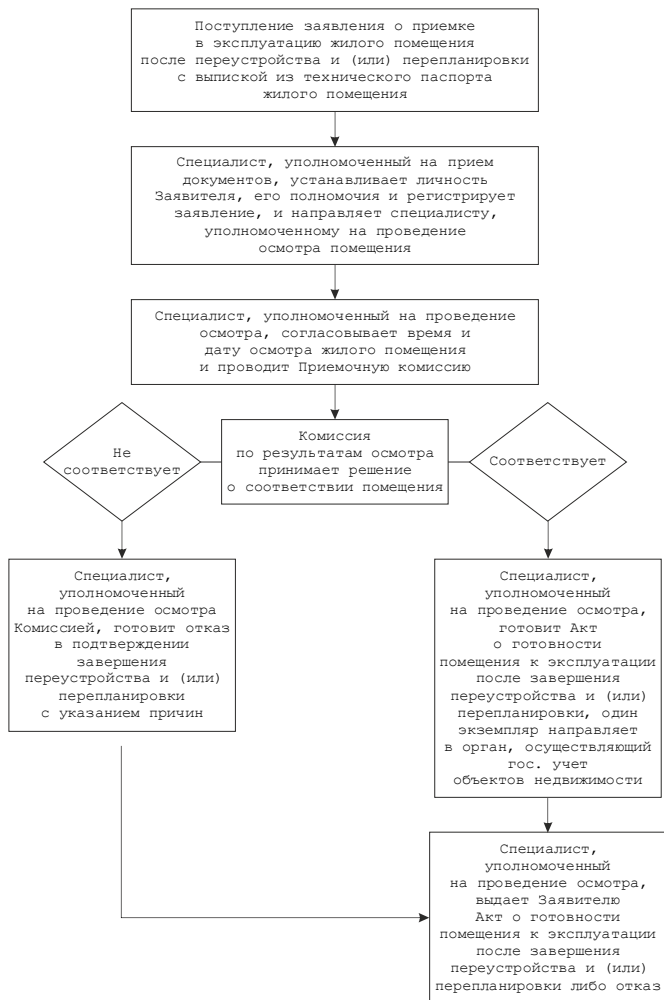 Поступление заявления о приемке
в эксплуатацию жилого помещения
после переустройства и (или) перепланировки
с выпиской из технического паспорта
жилого помещения
Специалист, уполномоченный на прием
документов, устанавливает личность
Заявителя, его полномочия и регистрирует
заявление, и направляет специалисту,
уполномоченному на проведение
осмотра помещения
Специалист, уполномоченный на проведение
осмотра, согласовывает время и
дату осмотра жилого помещения
и проводит Приемочную комиссию
Не
соответствует
Комиссия
по результатам осмотра
принимает решение
о соответствии помещения
Соответствует
Специалист,
уполномоченный
на проведение осмотра
Комиссией, готовит отказ
в подтверждении
завершения
переустройства и (или)
перепланировки
с указанием причин
Специалист,
уполномоченный
на проведение осмотра,
готовит Акт
о готовности
помещения к эксплуатации
после завершения
переустройства и (или)
перепланировки, один
экземпляр направляет
в орган, осуществляющий
гос. учет
объектов недвижимости
Специалист,
уполномоченный
на проведение осмотра,
выдает Заявителю
Акт о готовности
помещения к эксплуатации
после завершения
переустройства и (или)
перепланировки либо отказ